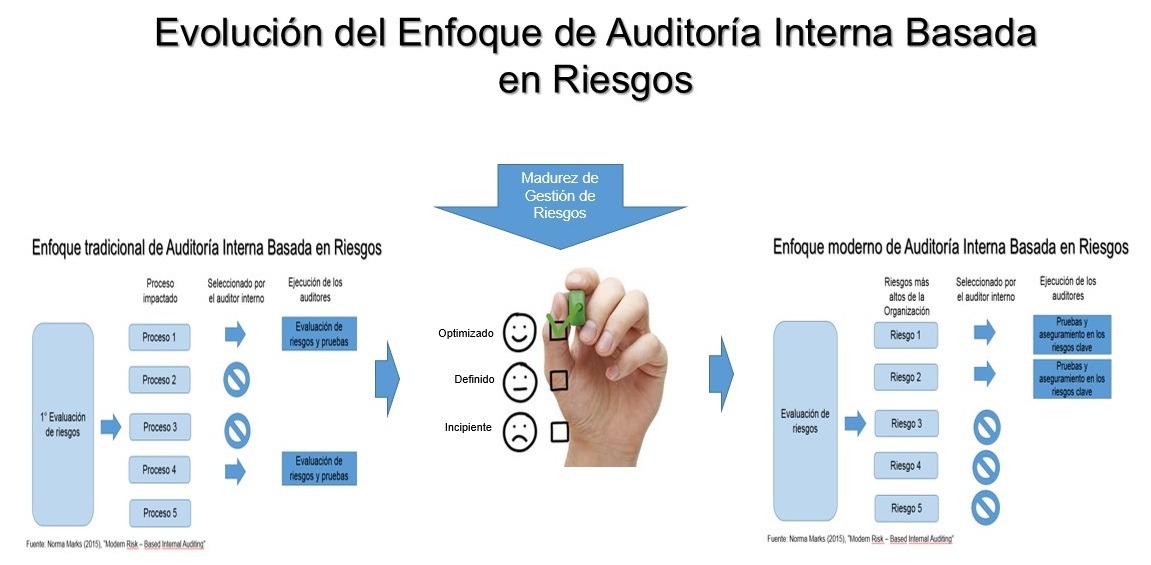 Evolución del Enfoque de Auditoría Interna Basada
en Riesgos
Madurez de
Gestión de
Riesgos
Enfoque tradicional de Auditoría Interna Basada en Riesgos
Proceso
impactado
Seleccionado por
el auditor interno
Ejecución de los
auditores
1° Evaluación
de riesgos
Proceso 1
Evaluación de
riesgos y pruebas
Proceso 2
Proceso 3
Proceso 4
Evaluación de
riesgos y pruebas
Proceso 5
Fuente: Norma Marks (2015), "Modern Risk – Based Internal Auditing"
Optimizado
Definido
Incipiente
Enfoque moderno de Auditoría Interna Basada en Riesgos
Riesgos más
altos de la
Organización
Seleccionado por
el auditor interno
Ejecución de los
auditores
Evaluación de
riesgos
Riesgo 1
Pruebas y
aseguramiento en los
riesgos clave
Riesgo 2
Pruebas y
aseguramiento en los
riesgos clave
Riesgo 3
Riesgo 4
Riesgo 5
Fuente: Norma Marks (2015), "Modern Risk – Based Internal Auditing"